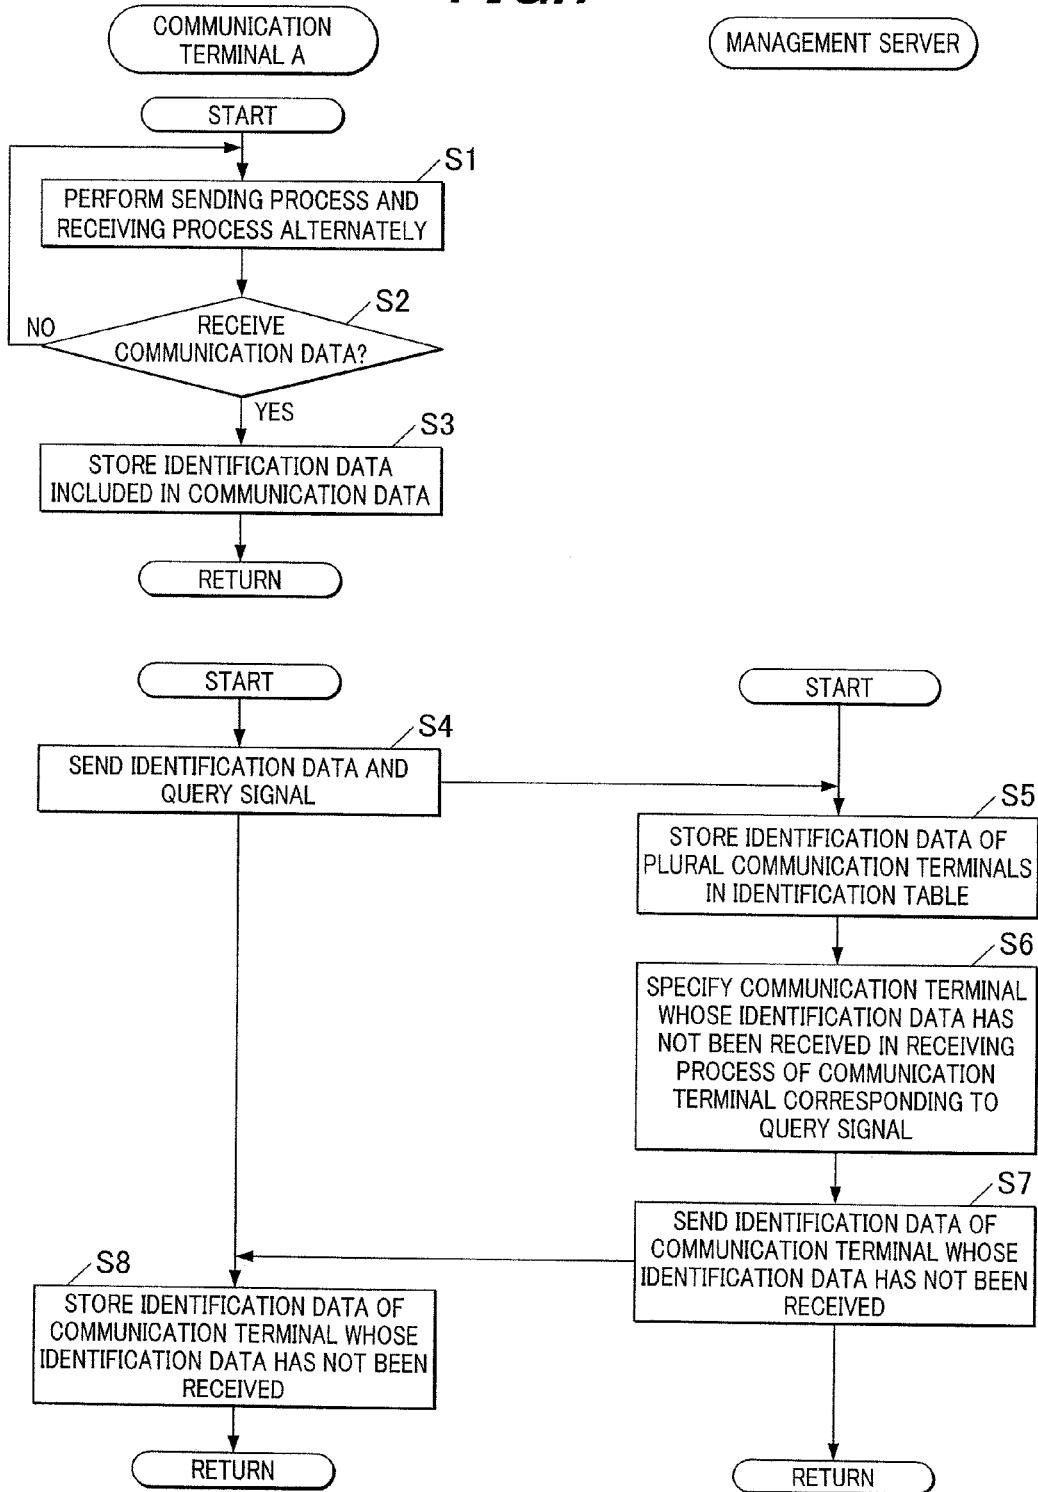 COMMUNICATION
TERMINAL A
MANAGEMENT SERVER
START
S1
PERFORM SENDING PROCESS AND
RECEIVING PROCESS ALTERNATELY
S2
NO
RECEIVE
COMMUNICATION DATA?
YES
S3
STORE IDENTIFICATION DATA
INCLUDED IN COMMUNICATION DATA
RETURN
START
START
S4
SEND IDENTIFICATION DATA AND
QUERY SIGNAL
S5
STORE IDENTIFICATION DATA OF
PLURAL COMMUNICATION TERMINALS
IN IDENTIFICATION TABLE
S6
SPECIFY COMMUNICATION TERMINAL
WHOSE IDENTIFICATION DATA HAS
NOT BEEN RECEIVED IN RECEIVING
PROCESS OF COMMUNICATION
TERMINAL CORRESPONDING TO
QUERY SIGNAL
S7
SEND IDENTIFICATION DATA OF
COMMUNICATION TERMINAL WHOSE
IDENTIFICATION DATA HAS NOT BEEN
RECEIVED
S8
STORE IDENTIFICATION DATA OF
COMMUNICATION TERMINAL WHOSE
IDENTIFICATION DATA HAS NOT BEEN
RECEIVED
RETURN
RETURN